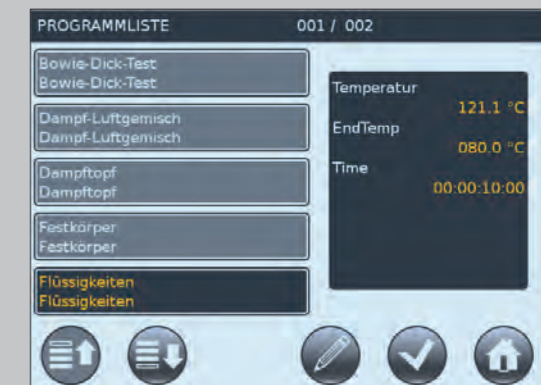 PROGRAMMLISTE 001 / 002
Bowie-Dick-Test
Bowie-Dick-Test
Dampf-Luftgemisch
Dampf-Luftgemisch
Dampftopf
Dampftopf
Festkörper
Festkörper
Flüssigkeiten
Flüssigkeiten
Temperatur
121.1 °C
EndTemp
080.0 °C
Time
00:00:10:00